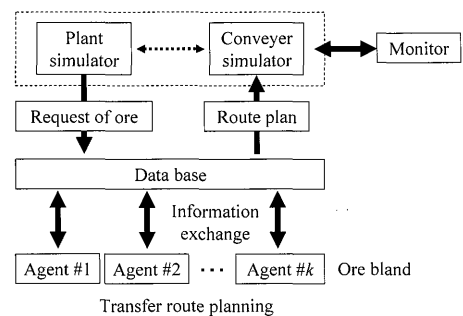 Plant
simulator
Conveyer
simulator
Monitor
Request of ore
Route plan
Data base
Information
exchange
Agent #1
Agent #2
...
Agent #k
Ore bland
Transfer route planning